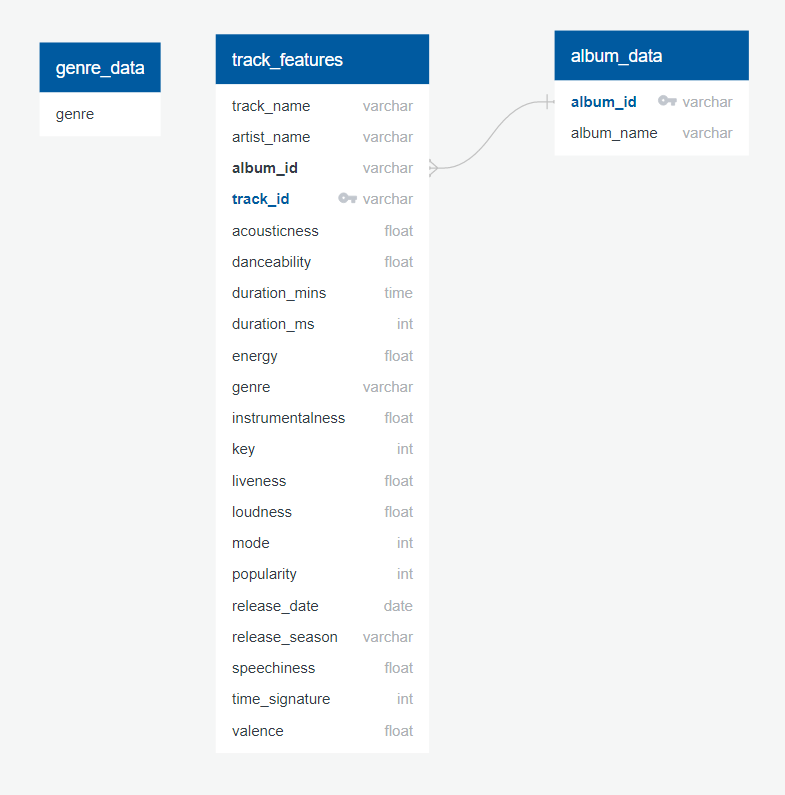 genre_data
genre
track_features
track_name varchar
artist_name varchar
album_id varchar
track_id varchar
acousticness float
danceability float
duration_mins time
duration_ms int
energy float
genre varchar
instrumentalness float
key int
liveness float
loudness float
mode int
popularity int
release_date date
release_season varchar
speechiness float
time_signature int
valence float
album_data
album_id varchar
album_name varchar